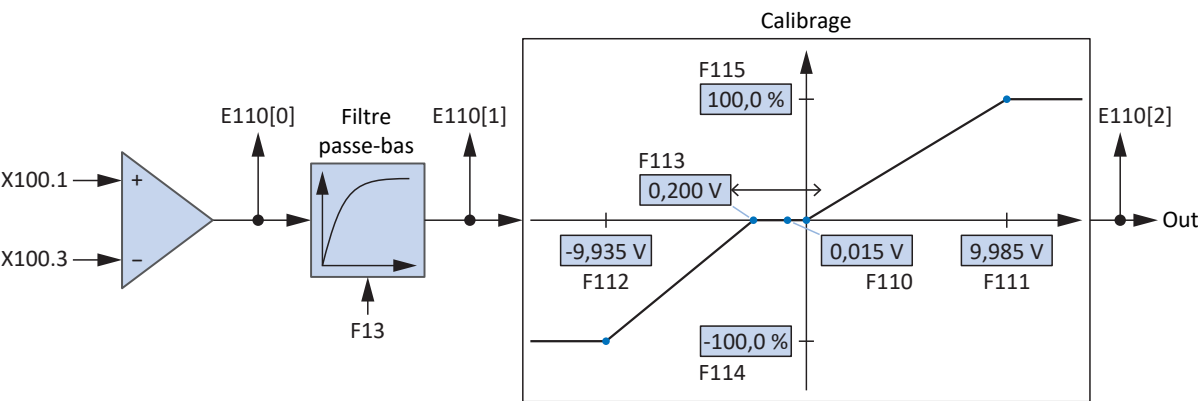 Calibrage
F115
100,0 %
E110[0]
Filtre
passe-bas
E110[1]
E110[2]
F113
0,200 V
X100.1
+
Out
-9,935 V
F112
0,015 V
F110
9,985 V
F111
X100.3
−
F13
-100,0 %
F114